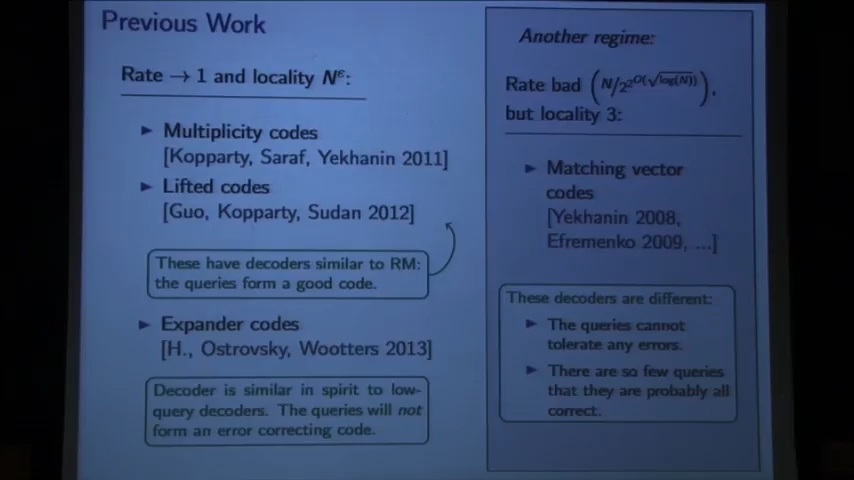 Previous Work
Rate → 1 and locality N^ε:
► Multiplicity codes
[Kopparty, Saraf, Yekhanin 2011]
► Lifted codes
[Guo, Kopparty, Sudan 2012]
These have decoders similar to RM:
the queries form a good code.
► Expander codes
[H., Ostrovsky, Wootters 2013]
Decoder is similar in spirit to low-
query decoders. The queries will not
form an error correcting code.
Another regime:
Rate bad (N/2^{2^{O(√log(N))}}),
but locality 3:
► Matching vector
codes
[Yekhanin 2008,
Efremenko 2009, ...]
These decoders are different:
► The queries cannot
tolerate any errors.
► There are so few queries
that they are probably all
correct.